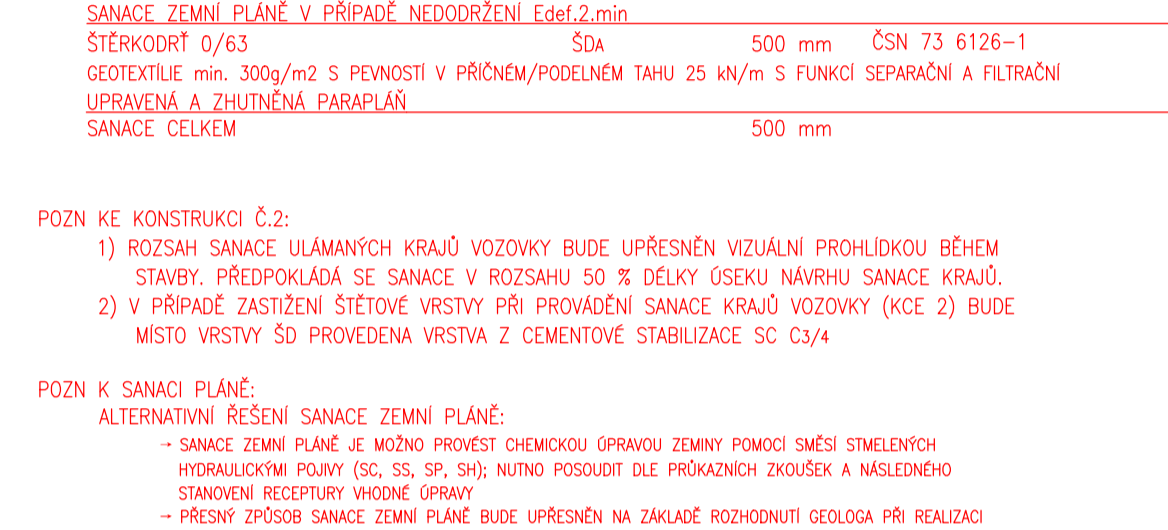 SANACE ZEMNÍ PLÁNĚ V PŘÍPADĚ NEDODRŽENÍ Edef.2.min
ŠTĚRKODRŤ 0/63 ŠDA 500 mm ČSN 73 6126-1
GEOTEXTÍLIE min. 300g/m2 S PEVNOSTÍ V PŘÍČNÉM/PODELNÉM TAHU 25 kN/m S FUNKCÍ SEPARAČNÍ A FILTRAČNÍ
UPRAVENÁ A ZHUTNĚNÁ PARAPLÁŇ
SANACE CELKEM 500 mm
POZN KE KONSTRUKCI Č.2:
1) ROZSAH SANACE ULÁMANÝCH KRAJŮ VOZOVKY BUDE UPŘESNĚN VIZUÁLNÍ PROHLÍDKOU BĚHEM
STAVBY. PŘEDPOKLÁDÁ SE SANACE V ROZSAHU 50 % DÉLKY ÚSEKU NÁVRHU SANACE KRAJŮ.
2) V PŘÍPADĚ ZASTIŽENÍ ŠTĚTOVÉ VRSTVY PŘI PROVÁDĚNÍ SANACE KRAJŮ VOZOVKY (KCE 2) BUDE
MÍSTO VRSTVY ŠD PROVEDENA VRSTVA Z CEMENTOVÉ STABILIZACE SC C3/4
POZN K SANACI PLÁNĚ:
ALTERNATIVNÍ ŘEŠENÍ SANACE ZEMNÍ PLÁNĚ:
→ SANACE ZEMNÍ PLÁNĚ JE MOŽNO PROVÉST CHEMICKOU ÚPRAVOU ZEMINY POMOCÍ SMĚSÍ STMELENÝCH
HYDRAULICKÝMI POJIVY (SC, SS, SP, SH); NUTNO POSOUDIT DLE PRŮKAZNÍCH ZKOUŠEK A NÁSLEDNÉHO
STANOVENÍ RECEPTURY VHODNÉ ÚPRAVY
→ PŘESNÝ ZPŮSOB SANACE ZEMNÍ PLÁNĚ BUDE UPŘESNĚN NA ZÁKLADĚ ROZHODNUTÍ GEOLOGA PŘI REALIZACI